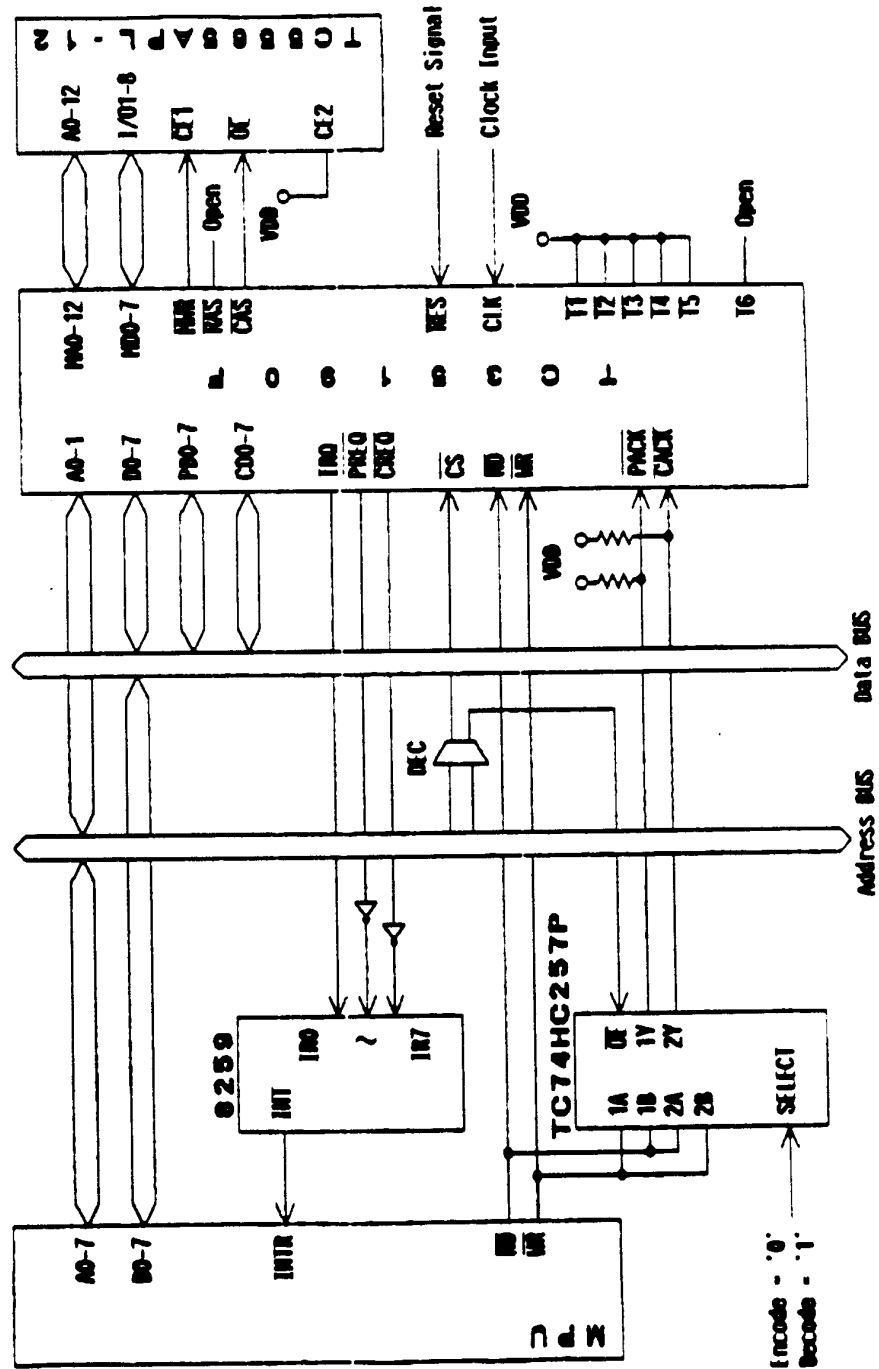 MPU
A0-7
D0-7
INTR
RD
WR
Encode - '0'.
Decode - '1'.
8259
INT
IR0
~
IR7
TC74HC257P
1A
1B
2A
2B
OE
1Y
2Y
SELECT
DEC
Address BUS
Data BUS
VDD
A0-1
D0-7
PB0-7
CD0-7
IRQ
PREQ
CREQ
CS
RD
WR
PACK
CACK
MA0-12
MD0-7
RAS
CAS
RES
CLK
T1
T2
T3
T4
T5
T6
Open
VDD
Open
VDD
Reset Signal
Clock Input
A0-12
I/O1-8
CE1
OE
CE2